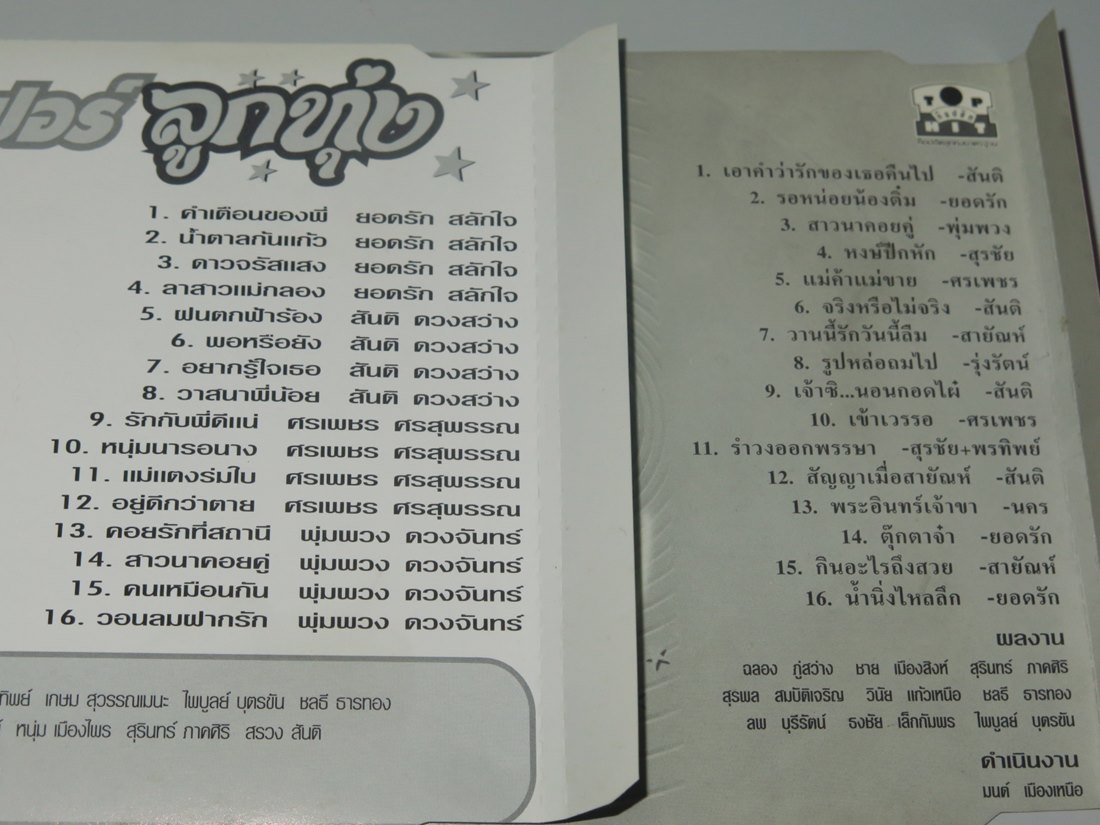 ลูกทุ่ง
1. คำเตือนของพี่ ยอดรัก สลักใจ
2. น้ำตาลก้นแก้ว ยอดรัก สลักใจ
3. ดาวจรัสแสง ยอดรัก สลักใจ
4. ลาสาวแม่กลอง ยอดรัก สลักใจ
5. ฝนตกฟ้าร้อง สันติ ดวงสว่าง
6. พอหรือยัง สันติ ดวงสว่าง
7. อยากรู้ใจเธอ สันติ ดวงสว่าง
8. วาสนาพี่น้อย สันติ ดวงสว่าง
9. รักกับพี่ดีแน่ ศรเพชร ศรสุพรรณ
10. หนุ่มนารอนาง ศรเพชร ศรสุพรรณ
11. แม่แตงร่มใบ ศรเพชร ศรสุพรรณ
12. อยู่ดีกว่าตาย ศรเพชร ศรสุพรรณ
13. คอยรักที่สถานี พุ่มพวง ดวงจันทร์
14. สาวนาคอยคู่ พุ่มพวง ดวงจันทร์
15. คนเหมือนกัน พุ่มพวง ดวงจันทร์
16. วอนลมฝากรัก พุ่มพวง ดวงจันทร์
เกษม สุวรรณเมนะ ไพบูลย์ บุตรขัน ชลธี ธารทอง
หนุ่ม เมืองไพร สุรินทร์ ภาคศิริ สรวง สันติ
TOP
HIT
1. เอาคำว่ารักของเธอคืนไป -สันติ
2. รอหน่อยน้องติ๋ม -ยอดรัก
3. สาวนาคอยคู่ -พุ่มพวง
4. หงษ์ปีกหัก -สุรชัย
5. แม่ค้าแม่ขาย -ศรเพชร
6. จริงหรือไม่จริง -สันติ
7. วานนี้รักวันนี้ลืม -สายัณห์
8. รูปหล่อถมไป -รุ่งรัตน์
9. เจ้าชิ...นอนกอดไผ่ -สันติ
10. เข้าเวรรอ -ศรเพชร
11. รำวงออกพรรษา -สุรชัย+พรทิพย์
12. สัญญาเมื่อสายัณห์ -สันติ
13. พระอินทร์เจ้าขา -นคร
14. ตุ๊กตาจ๋า -ยอดรัก
15. กินอะไรถึงสวย -สายัณห์
16. น้ำนิ่งไหลลึก -ยอดรัก
ผลงาน
ฉลอง ภู่สว่าง ชาย เมืองสิงห์ สุรินทร์ ภาคศิริ
สุรพล สมบัติเจริญ วินัย แก้วเหนือ ชลธี ธารทอง
ลพ บุรีรัตน์ ธงชัย เล็กกัมพร ไพบูลย์ บุตรขัน
ดำเนินงาน
มนต์ เมืองเหนือ